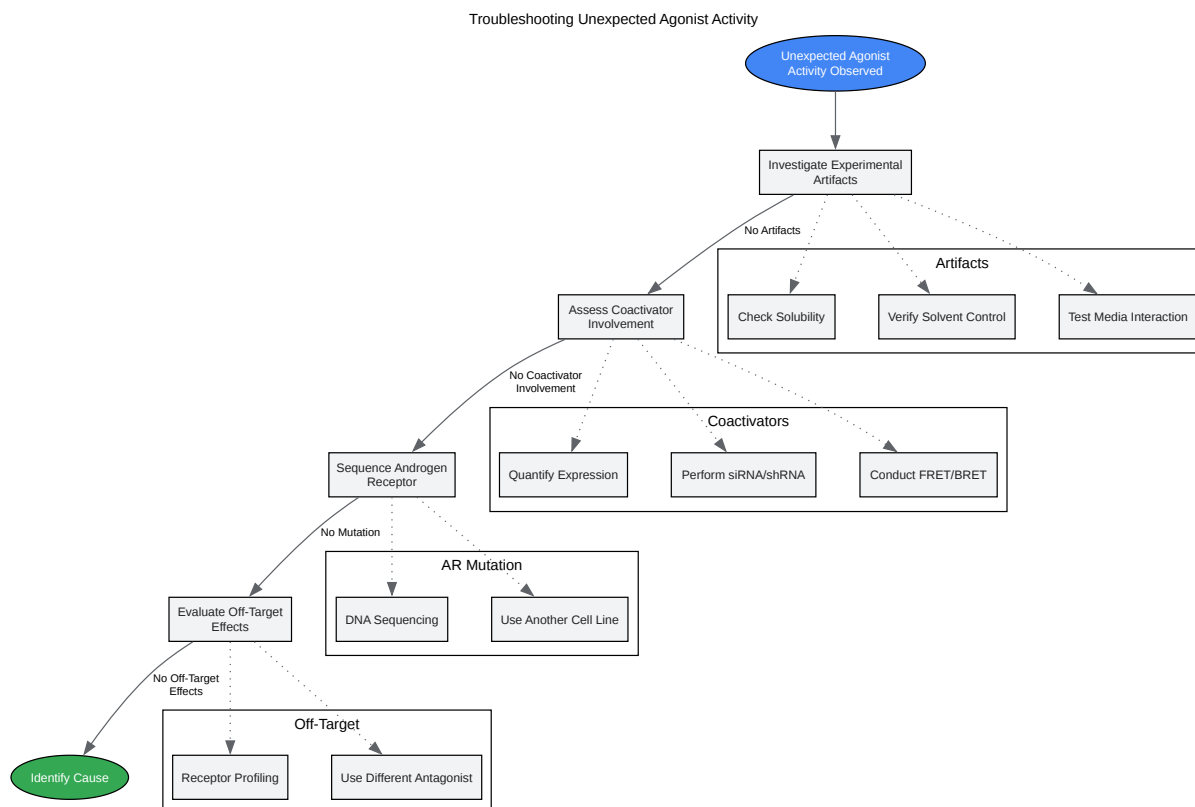 Troubleshooting Unexpected Agonist Activity
Unexpected Agonist
Activity Observed
Investigate Experimental
Artifacts
No Artifacts
Artifacts
Check Solubility
Verify Solvent Control
Test Media Interaction
Assess Coactivator
Involvement
No Coactivator
Involvement
Coactivators
Quantify Expression
Perform siRNA/shRNA
Conduct FRET/BRET
Sequence Androgen
Receptor
No Mutation
AR Mutation
DNA Sequencing
Use Another Cell Line
Evaluate Off-Target
Effects
No Off-Target
Effects
Off-Target
Receptor Profiling
Use Different Antagonist
Identify Cause